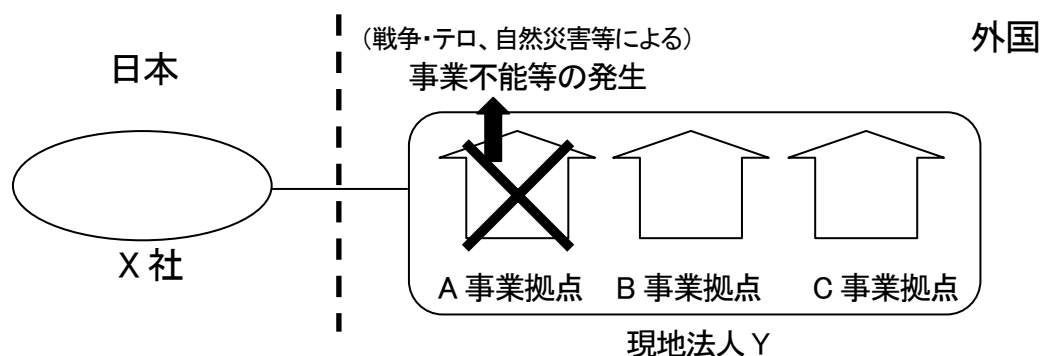 （戦争・テロ、自然災害等による）
事業不能等の発生
外国
日本
X 社
A 事業拠点
B 事業拠点
C 事業拠点
現地法人 Y